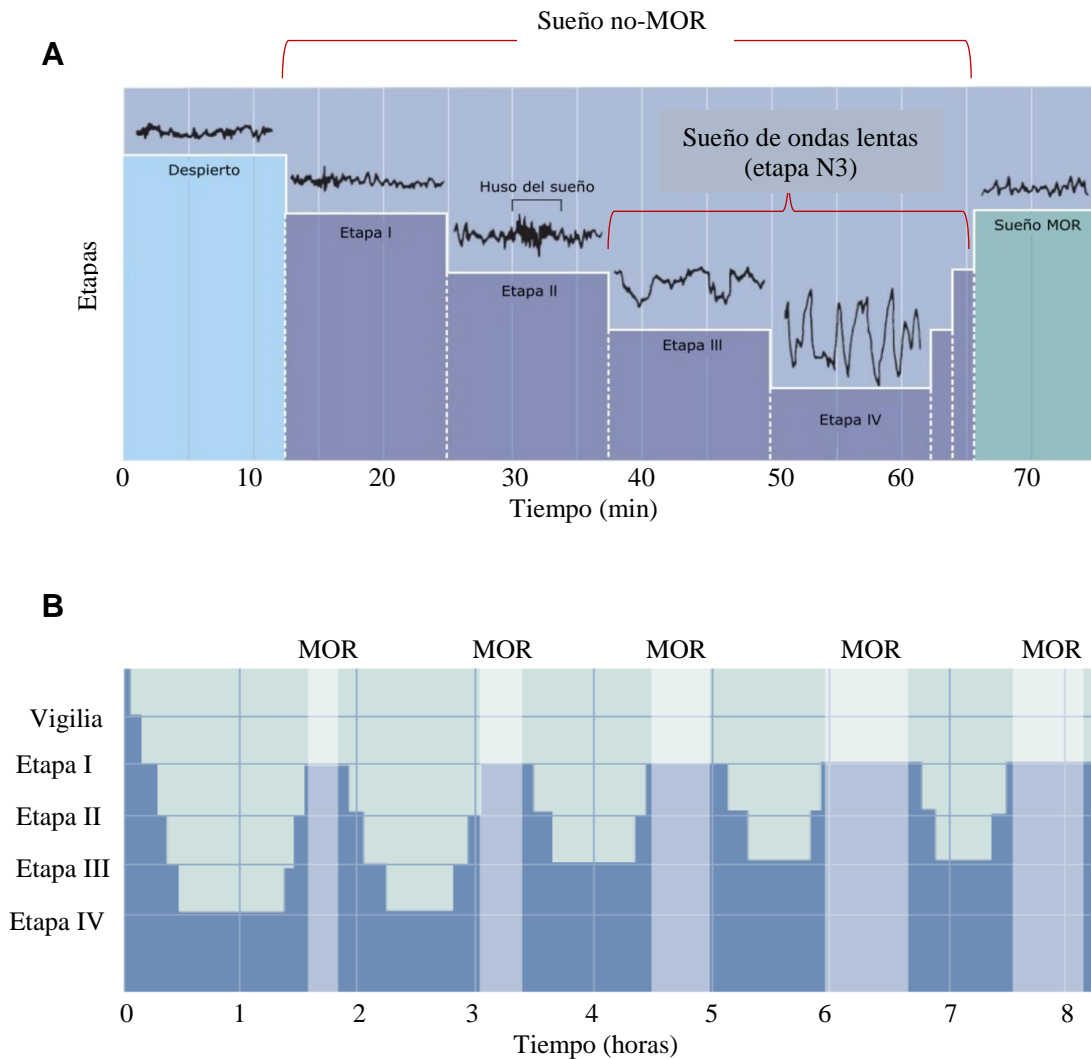 Sueño no-MOR
A
Sueño de ondas lentas
(etapa N3)
Despierto
Huso del sueño
Etapa I
Sueño MOR
Etapa II
Etapa III
Etapa IV
Etapas
0 10 20 30 40 50 60 70
Tiempo (min)
B
MOR MOR MOR MOR MOR
Vigilia
Etapa I
Etapa II
Etapa III
Etapa IV
0 1 2 3 4 5 6 7 8
Tiempo (horas)